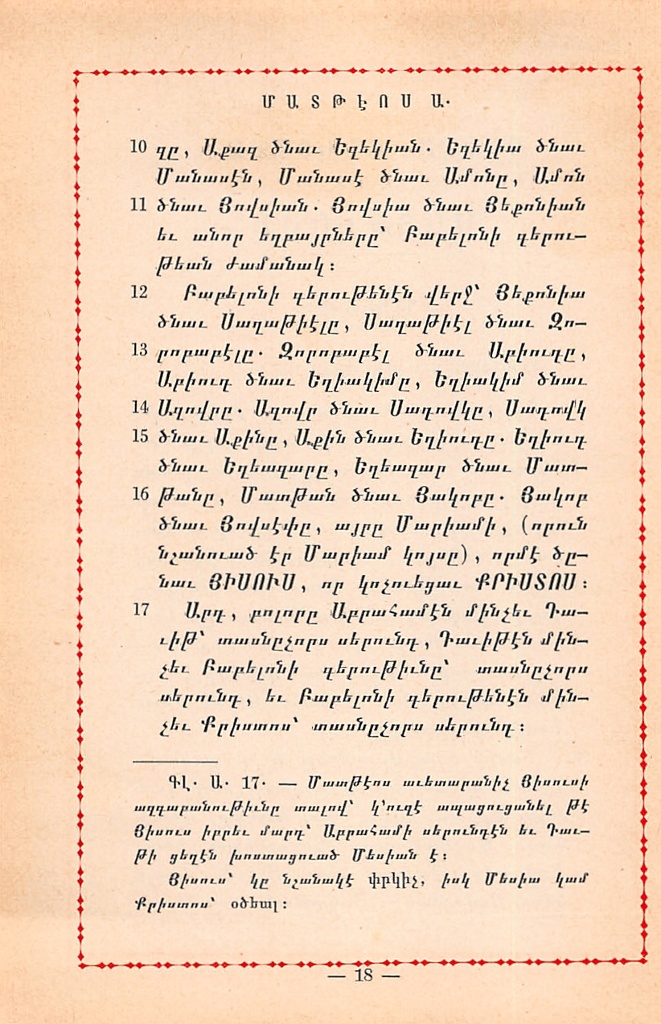 ՄԱՏԹԷՈՍ Ա.
10 զը, Աքազ ծնաւ Եզեկիան. Եզեկիա ծնաւ
Մանասէն, Մանասէ ծնաւ Ամոնը, Ամոն
11 ծնաւ Յովսիան. Յովսիա ծնաւ Յեքոնիան
եւ անոր եղբայրները՝ Բաբելոնի գերու—
թեան ժամանակ։
12 Բաբելոնի գերութենէն վերջ՝ Յեքոնիա
ծնաւ Սաղաթիէլը, Սաղաթիէլ ծնաւ Զո—
13 րոբաբէլը. Զորոբաբէլ ծնաւ Աբիուդը,
Աբիուդ ծնաւ Եղիակիմը, Եղիակիմ ծնաւ
14 Ազովրը. Ազովր ծնաւ Սադովկը, Սադովկ
15 ծնաւ Աքինը, Աքին ծնաւ Եղիուդը. Եղիուդ
ծնաւ Եղեազարը, Եղեազար ծնաւ Մատ—
16 թանը, Մատթան ծնաւ Յակոբը. Յակոբ
ծնաւ Յովսէփը, այրը Մարիամի, (որուն
նշանուած էր Մարիամ կոյսը), որմէ ծը—
նաւ ՅԻՍՈՒՍ, որ կոչուեցաւ ՔՐԻՍՏՈՍ։
17 Արդ, բոլորը Աբրահամէն մինչեւ Դա—
ւիթ՝ տասնըչորս սերունդ, Դաւիթէն մին—
չեւ Բաբելոնի գերութիւնը՝ տասնըչորս
սերունդ, եւ Բաբելոնի գերութենէն մին—
չեւ Քրիստոս՝ տասնըչորս սերունդ։
Գլ. Ա. 17. — Մատթէոս աւետարանիչ Յիսուսի
ազգաբանութիւնը տալով՝ կ՚ուզէ ապացուցանել թէ
Յիսուս իբրեւ մարդ՝ Աբրահամի սերունդէն եւ Դաւ—
թի ցեղէն խոստացուած Մեսիան է։
Յիսուս՝ կը նշանակէ փրկիչ, իսկ Մեսիա կամ
Քրիստոս՝ օծեալ։
— 18 —